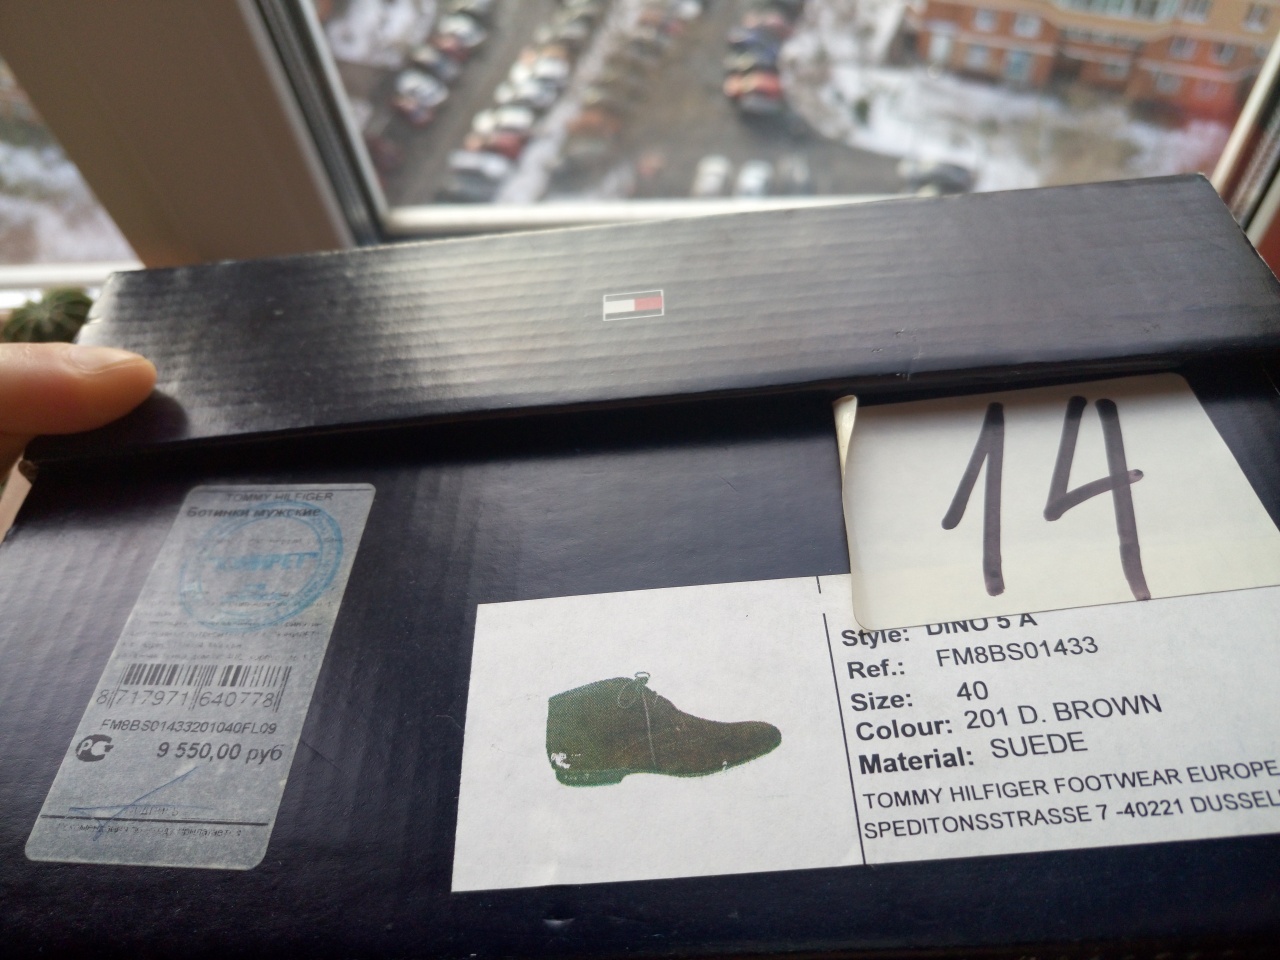 14
TOMMY HILFIGER
Ботинки мужские
8 717971 640778
FM8BS01433201040FL09
9 550,00 руб
Style: DINO 5 A
Ref.: FM8BS01433
Size: 40
Colour: 201 D. BROWN
Material: SUEDE
TOMMY HILFIGER FOOTWEAR EUROPE
SPEDITONSSTRASSE 7 -40221 DUSSEL